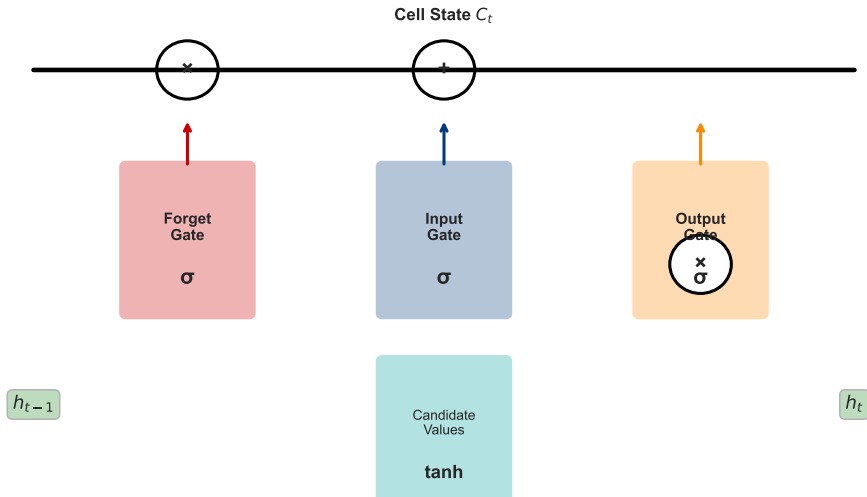 Cell State C_t
×
+
Forget
Gate
σ
Input
Gate
σ
Output
Gate
×
σ
h_{t−1}
h_t
Candidate
Values
tanh